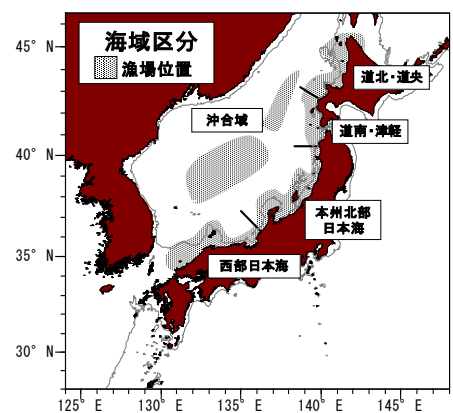 海域区分
漁場位置
45° N
道北・道央
沖合域
道南・津軽
40° N
本州北部
日本海
35° N
西部日本海
30° N
125° E
130° E
135° E
140° E
145° E